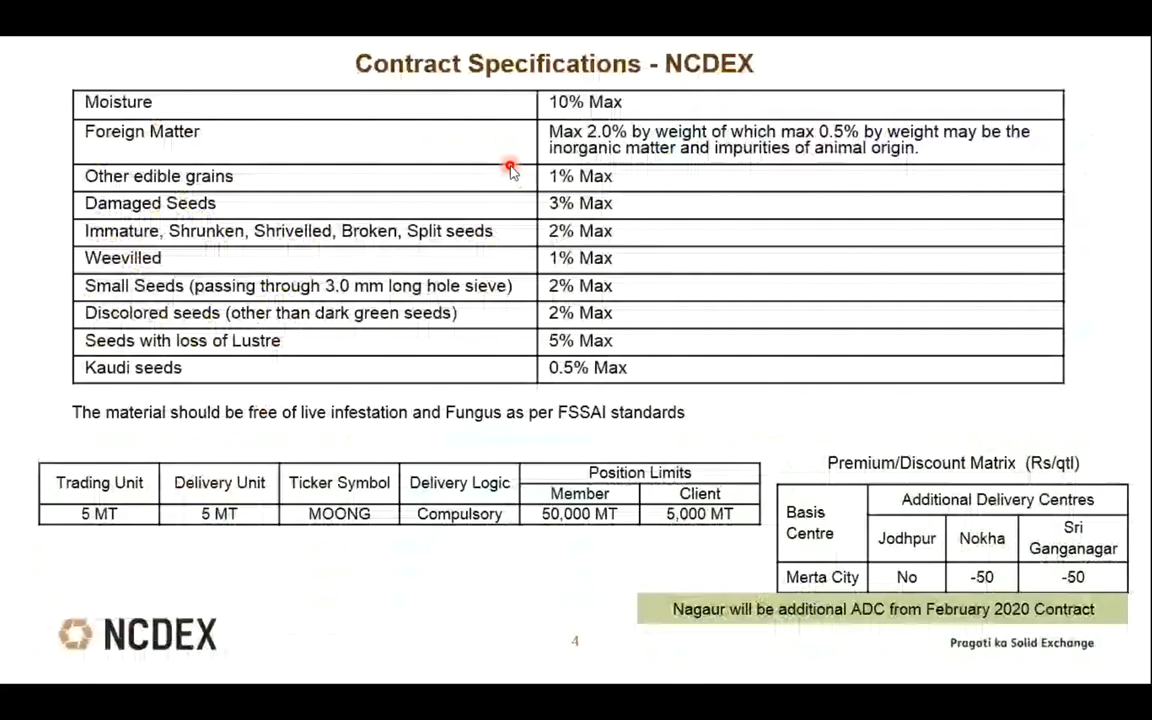 Contract Specifications - NCDEX
Moisture 10% Max
Foreign Matter Max 2.0% by weight of which max 0.5% by weight may be the
inorganic matter and impurities of animal origin.
Other edible grains 1% Max
Damaged Seeds 3% Max
Immature, Shrunken, Shrivelled, Broken, Split seeds 2% Max
Weevilled 1% Max
Small Seeds (passing through 3.0 mm long hole sieve) 2% Max
Discolored seeds (other than dark green seeds) 2% Max
Seeds with loss of Lustre 5% Max
Kaudi seeds 0.5% Max
The material should be free of live infestation and Fungus as per FSSAI standards
Trading Unit Delivery Unit Ticker Symbol Delivery Logic Position Limits
Member Client
5 MT 5 MT MOONG Compulsory 50,000 MT 5,000 MT
Premium/Discount Matrix (Rs/qtl)
Basis
Centre
Additional Delivery Centres
Jodhpur Nokha Sri
Ganganagar
Merta City No -50 -50
Nagaur will be additional ADC from February 2020 Contract
NCDEX
4
Pragati ka Solid Exchange